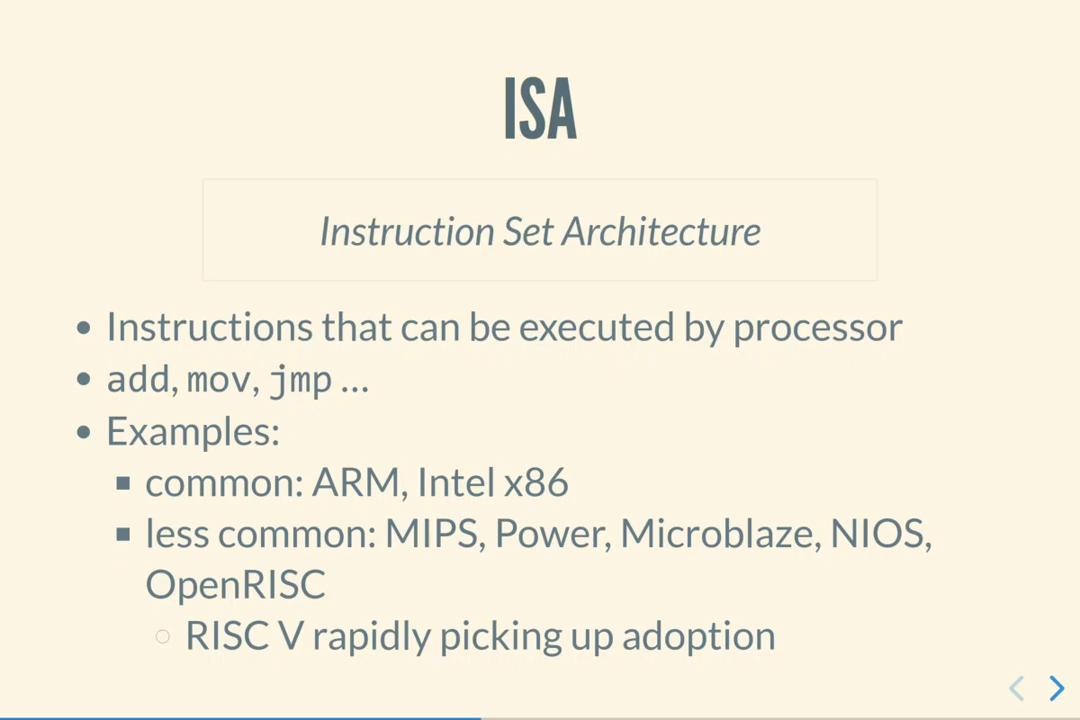 ISA
Instruction Set Architecture
Instructions that can be executed by processor
add, mov, jmp ...
Examples:
common: ARM, Intel x86
less common: MIPS, Power, Microblaze, NIOS,
OpenRISC
RISC V rapidly picking up adoption